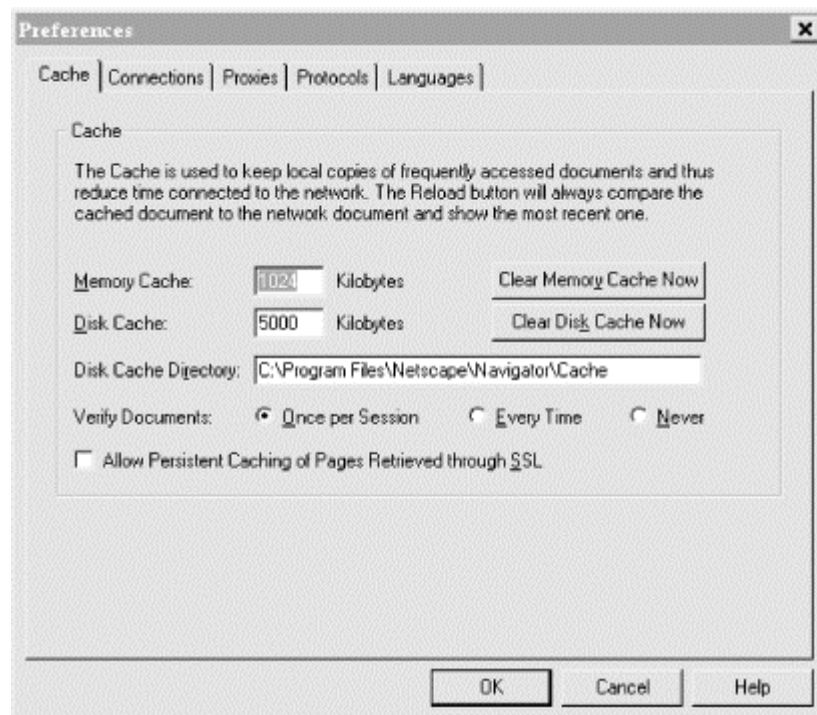 Preferences
Cache Connections Proxies Protocols Languages
Cache
The Cache is used to keep local copies of frequently accessed documents and thus
reduce time connected to the network. The Reload button will always compare the
cached document to the network document and show the most recent one.
Memory Cache: 1024 Kilobytes Clear Memory Cache Now
Disk Cache: 5000 Kilobytes Clear Disk Cache Now
Disk Cache Directory: C:\Program Files\Netscape\Navigator\Cache
Verify Documents: Once per Session Every Time Never
Allow Persistent Caching of Pages Retrieved through SSL
OK Cancel Help